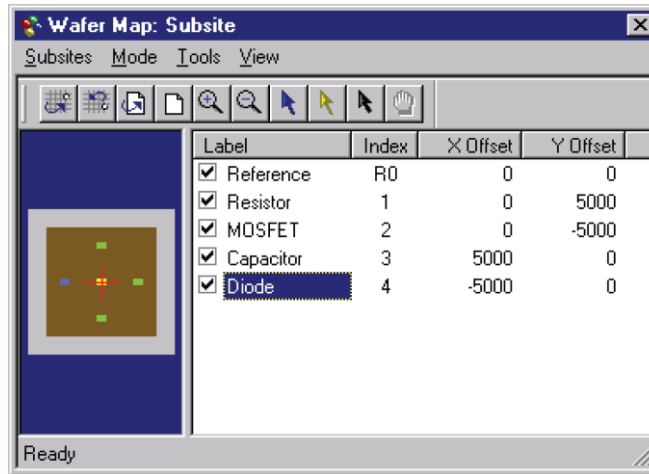 Wafer Map: Subsite
Subsites Mode Tools View
Label Index X Offset Y Offset
Reference R0 0 0
Resistor 1 0 5000
MOSFET 2 0 -5000
Capacitor 3 5000 0
Diode 4 -5000 0
Ready